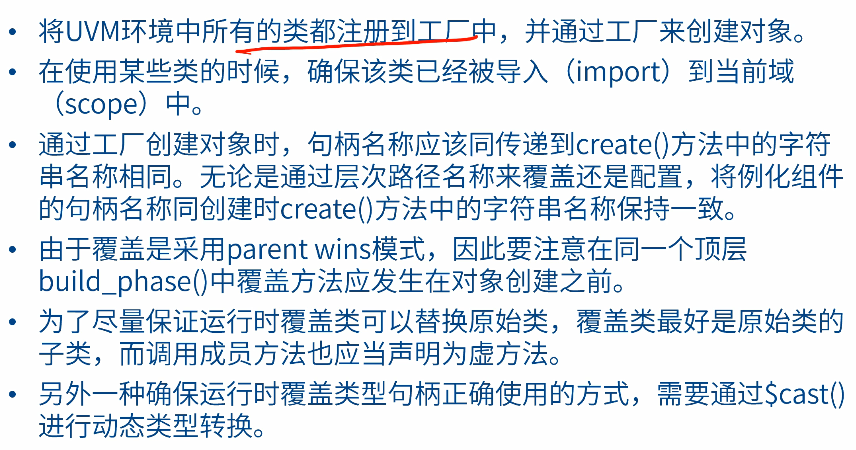 • 将UVM环境中所有的类都注册到工厂中，并通过工厂来创建对象。
• 在使用某些类的时候，确保该类已经被导入（import）到当前域
（scope）中。
• 通过工厂创建对象时，句柄名称应该同传递到create()方法中的字符
串名称相同。无论是通过层次路径名称来覆盖还是配置，将例化组件
的句柄名称同创建时create()方法中的字符串名称保持一致。
• 由于覆盖是采用parent wins模式，因此要注意在同一个顶层
build_phase()中覆盖方法应发生在对象创建之前。
• 为了尽量保证运行时覆盖类可以替换原始类，覆盖类最好是原始类的
子类，而调用成员方法也应当声明为虚方法。
• 另外一种确保运行时覆盖类型句柄正确使用的方式，需要通过$cast()
进行动态类型转换。